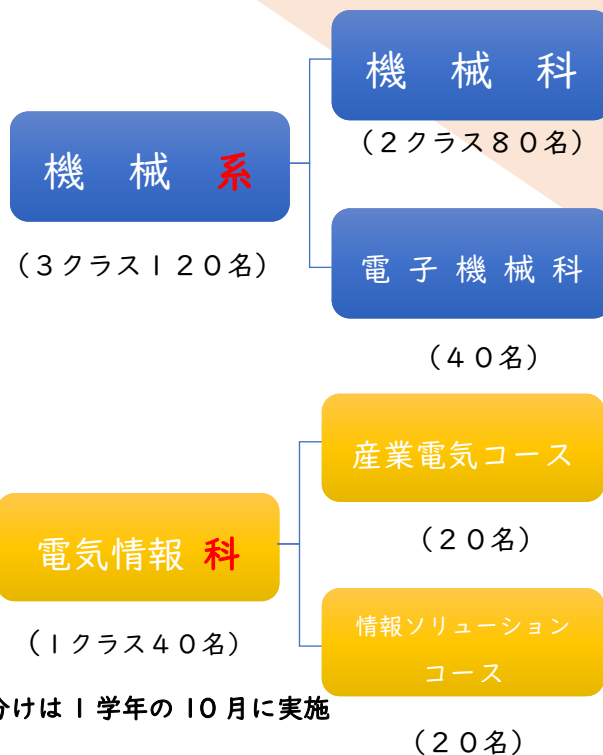 機 械 科
（２クラス８０名）
機 械 系
（３クラス１２０名）
電 子 機 械 科
（４０名）
産業電気コース
（２０名）
電気情報 科
（１クラス４０名）
情報ソリューション
コース
（２０名）
分けは１学年の10月に実施